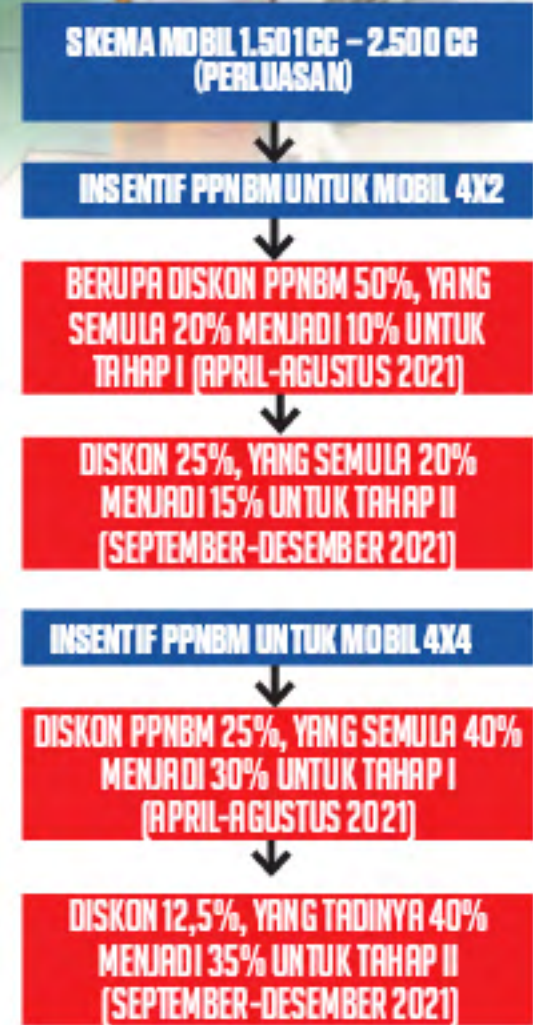 SKEMA MOBIL 1.501 CC – 2.500 CC
(PERLUASAN)
INSENTIF PPNBM UNTUK MOBIL 4X2
BERUPA DISKON PPNBM 50%, YANG
SEMULA 20% MENJADI 10% UNTUK
TAHAP I (APRIL-AGUSTUS 2021)
DISKON 25%, YANG SEMULA 20%
MENJADI 15% UNTUK TAHAP II
(SEPTEMBER-DESEMBER 2021)
INSENTIF PPNBM UNTUK MOBIL 4X4
DISKON PPNBM 25%, YANG SEMULA 40%
MENJADI 30% UNTUK TAHAP I
(APRIL-AGUSTUS 2021)
DISKON 12,5%, YANG TADINYA 40%
MENJADI 35% UNTUK TAHAP II
(SEPTEMBER-DESEMBER 2021)